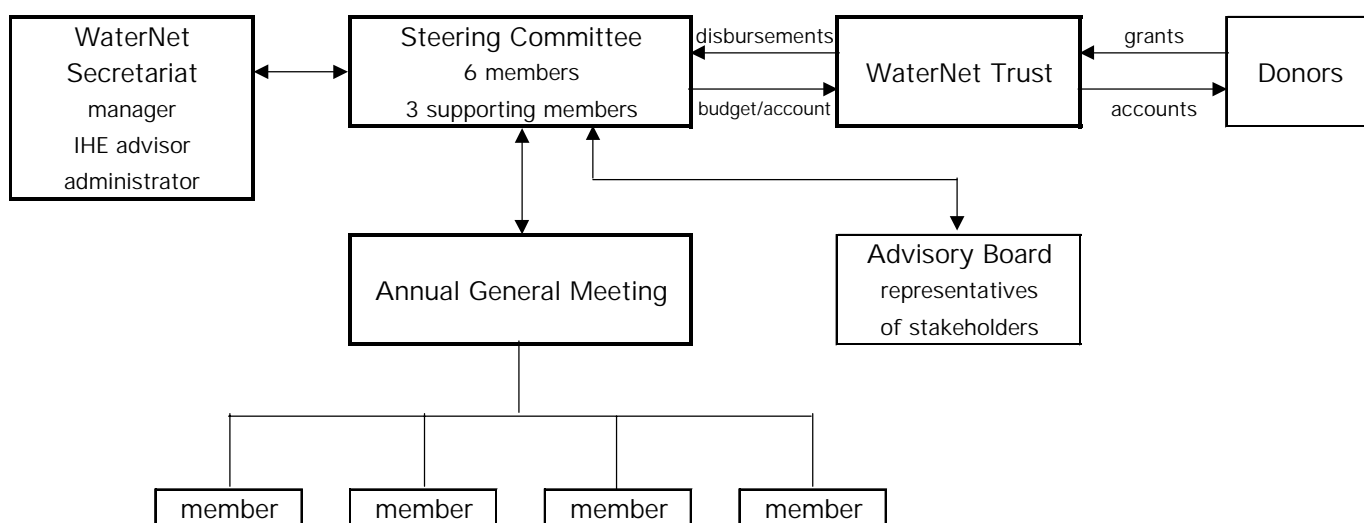 WaterNet
Secretariat
manager
IHE advisor
administrator
Steering Committee
6 members
3 supporting members
disbursements
budget/account
WaterNet Trust
grants
accounts
Donors
Annual General Meeting
Advisory Board
representatives
of stakeholders
member
member
member
member